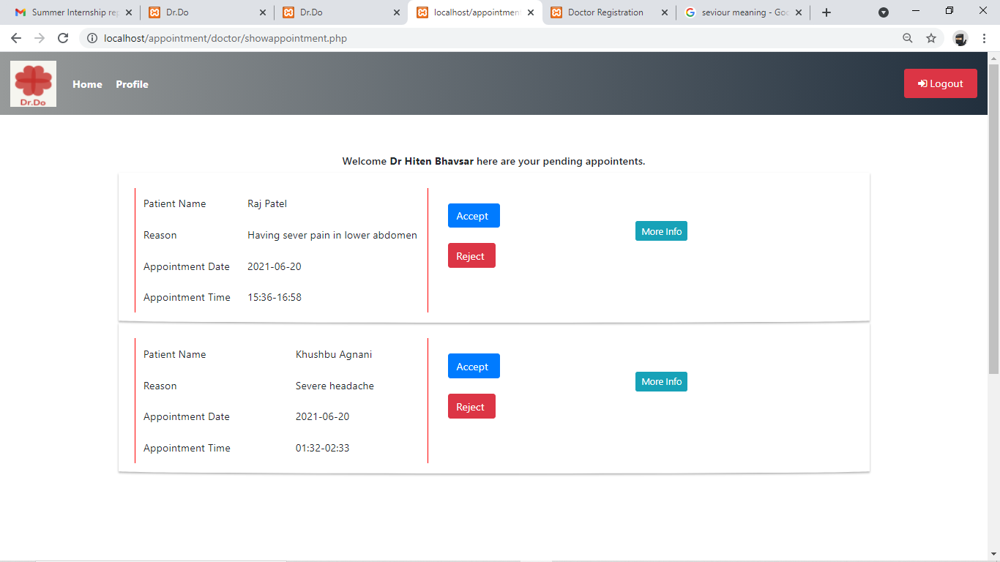 Summer Internship rep
Dr.Do
Dr.Do
localhost/appointment
Doctor Registration
seviour meaning - Goo
localhost/appointment/doctor/showappointment.php
Dr.Do
Home Profile
Logout
Welcome Dr Hiten Bhavsar here are your pending appointents.
Patient Name Raj Patel
Reason Having sever pain in lower abdomen
Appointment Date 2021-06-20
Appointment Time 15:36-16:58
Accept
Reject
More Info
Patient Name Khushbu Agnani
Reason Severe headache
Appointment Date 2021-06-20
Appointment Time 01:32-02:33
Accept
Reject
More Info